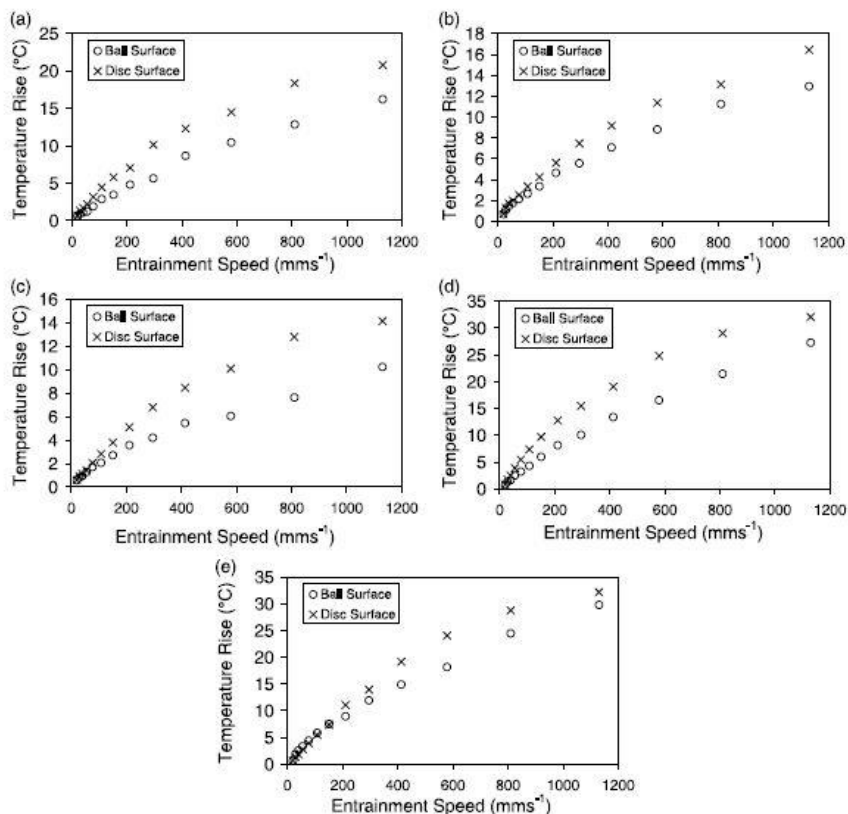 (a)
25
20
15
10
5
0
Temperature Rise (°C)
Ball Surface
Disc Surface
0 200 400 600 800 1000 1200
Entrainment Speed (mms⁻¹)
(b)
18
16
14
12
10
8
6
4
2
0
Temperature Rise (°C)
Ball Surface
Disc Surface
0 200 400 600 800 1000 1200
Entrainment Speed (mms⁻¹)
(c)
16
14
12
10
8
6
4
2
0
Temperature Rise (°C)
Ball Surface
Disc Surface
0 200 400 600 800 1000 1200
Entrainment Speed (mms⁻¹)
(d)
35
30
25
20
15
10
5
0
Temperature Rise (°C)
Ball Surface
Disc Surface
0 200 400 600 800 1000 1200
Entrainment Speed (mms⁻¹)
(e)
35
30
25
20
15
10
5
0
Temperature Rise (°C)
Ball Surface
Disc Surface
0 200 400 600 800 1000 1200
Entrainment Speed (mms⁻¹)